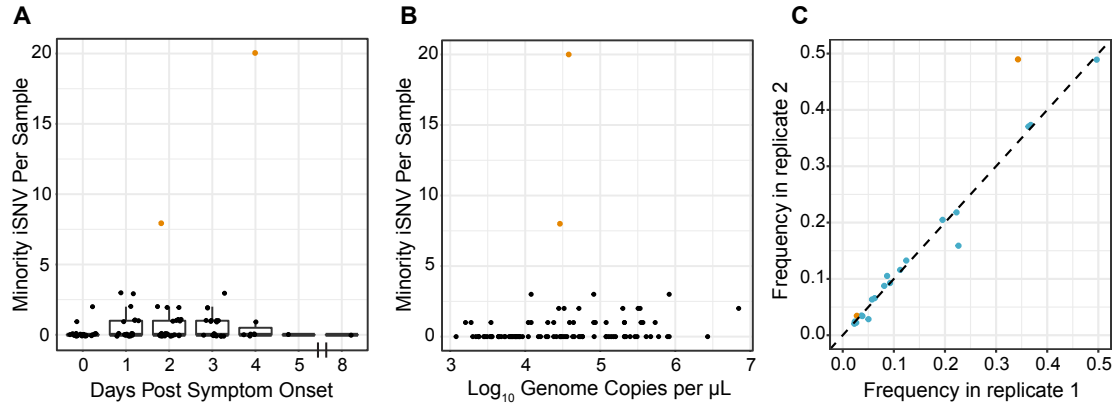 A
Minority iSNV Per Sample
20
15
10
5
0
0 1 2 3 4 5 8
Days Post Symptom Onset
B
Minority iSNV Per Sample
20
15
10
5
0
3 4 5 6 7
Log₁₀ Genome Copies per µL
C
Frequency in replicate 2
0.5
0.4
0.3
0.2
0.1
0.0
0.0 0.1 0.2 0.3 0.4 0.5
Frequency in replicate 1